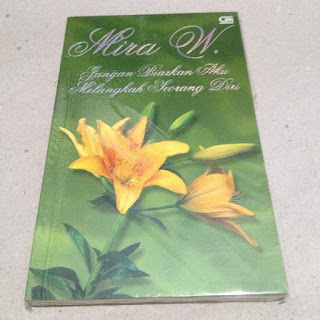 Mira W.
Jangan Biarkan Aku
Melangkah Seorang Diri